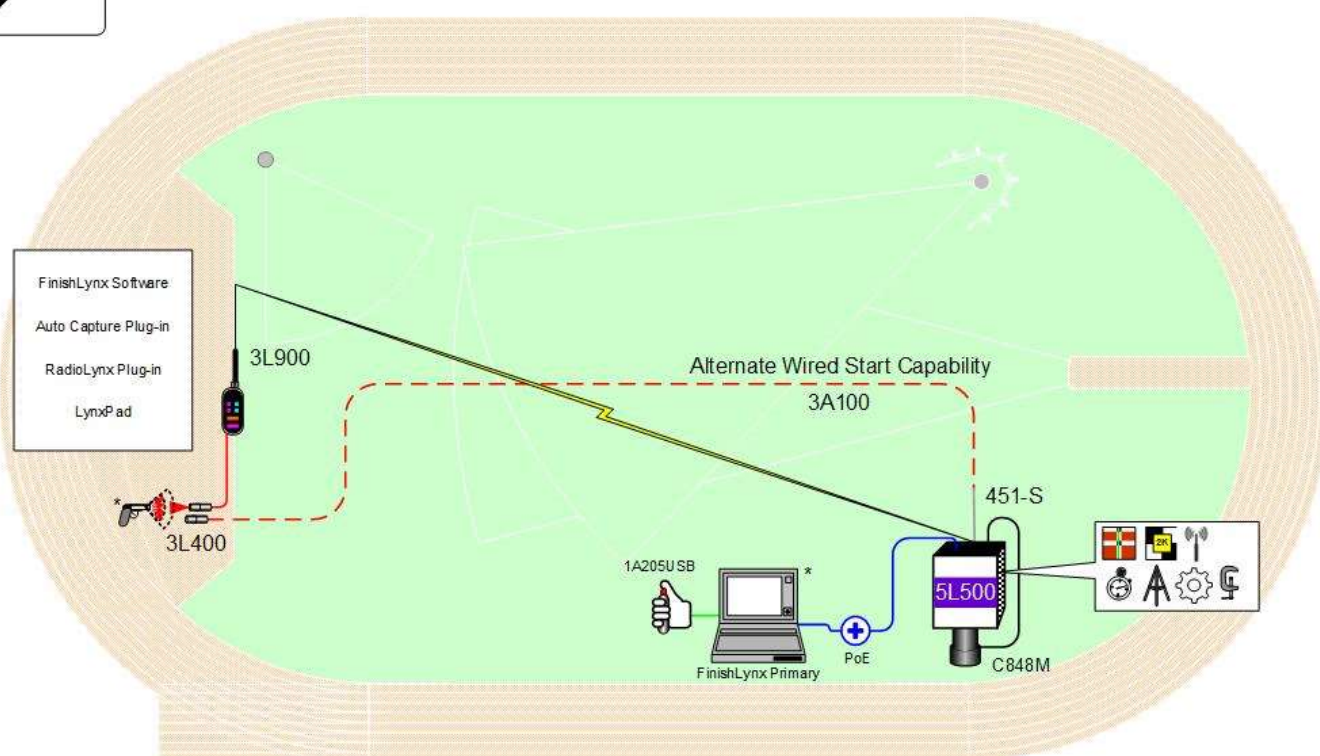 FinishLynx Software
Auto Capture Plug-in
RadioLynx Plug-in
LynxPad
3L900
Alternate Wired Start Capability
3A100
*
3L400
451-S
2K
1A205USB
*
5L500
PoE
FinishLynx Primary
C848M